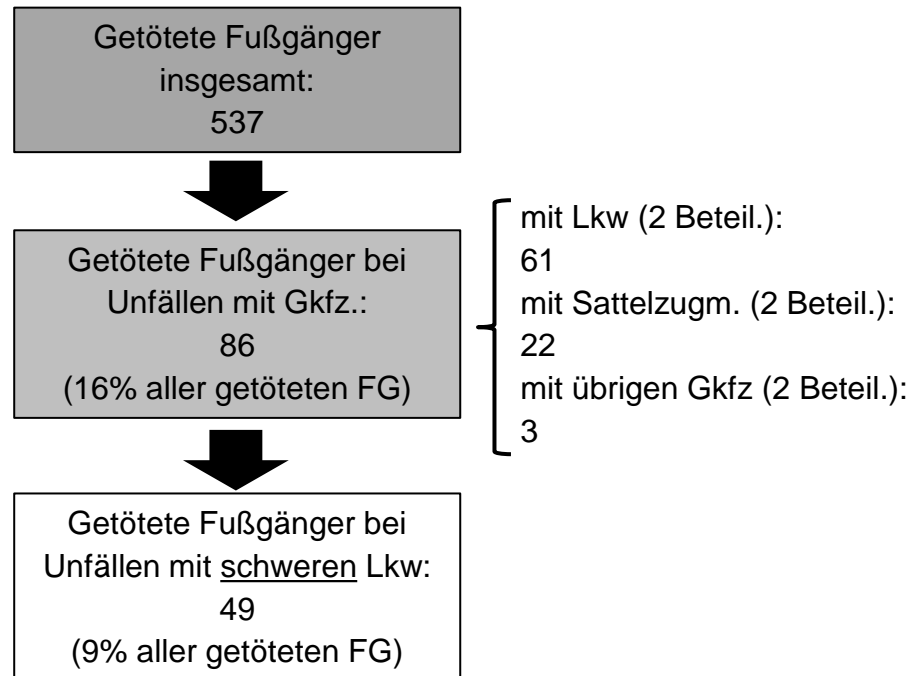 Getötete Fußgänger
insgesamt:
537
Getötete Fußgänger bei
Unfällen mit Gkfz.:
86
(16% aller getöteten FG)
mit Lkw (2 Beteil.):
61
mit Sattelzugm. (2 Beteil.):
22
mit übrigen Gkfz (2 Beteil.):
3
Getötete Fußgänger bei
Unfällen mit schweren Lkw:
49
(9% aller getöteten FG)